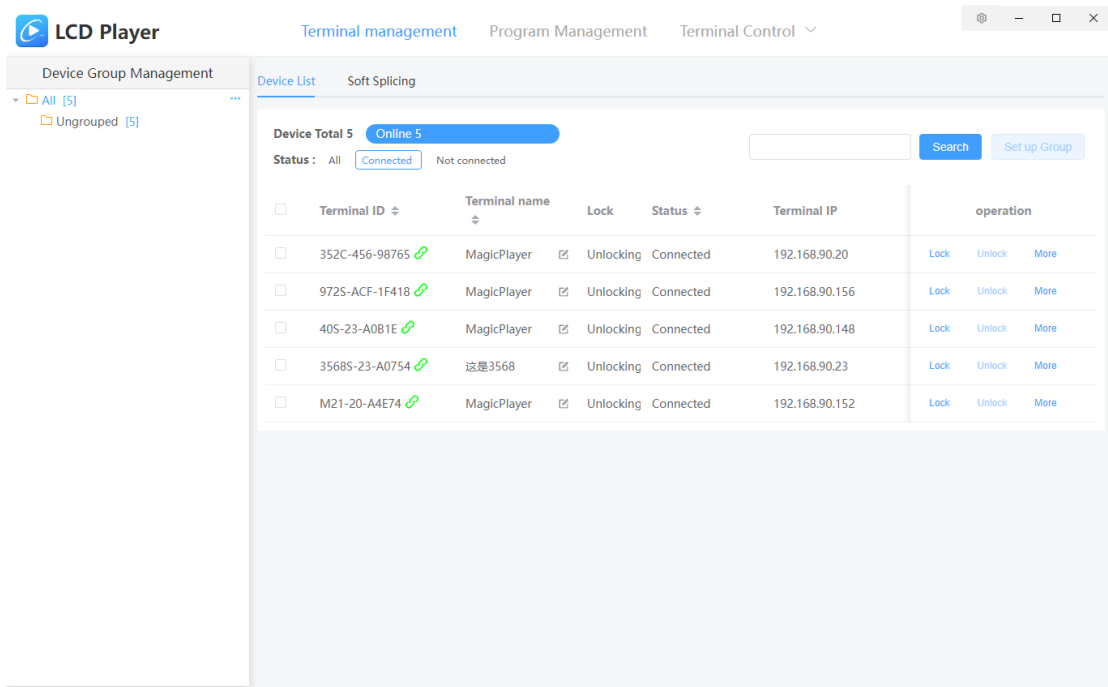 LCD Player
Terminal management Program Management Terminal Control
Device Group Management
All [5]
Ungrouped [5]
Device List Soft Splicing
Device Total 5 Online 5
Status : All Connected Not connected
Search Set up Group
Terminal ID Terminal name Lock Status Terminal IP operation
352C-456-98765 MagicPlayer Unlocking Connected 192.168.90.20 Lock Unlock More
972S-ACF-1F418 MagicPlayer Unlocking Connected 192.168.90.156 Lock Unlock More
40S-23-A0B1E MagicPlayer Unlocking Connected 192.168.90.148 Lock Unlock More
3568S-23-A0754 这是3568 Unlocking Connected 192.168.90.23 Lock Unlock More
M21-20-A4E74 MagicPlayer Unlocking Connected 192.168.90.152 Lock Unlock More